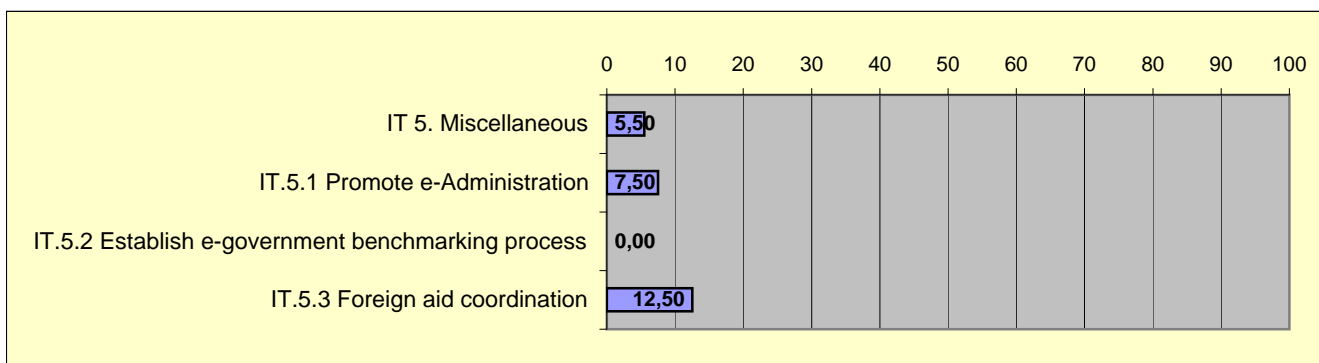 0 10 20 30 40 50 60 70 80 90 100
IT 5. Miscellaneous 5,50
IT.5.1 Promote e-Administration 7,50
IT.5.2 Establish e-government benchmarking process 0,00
IT.5.3 Foreign aid coordination 12,50